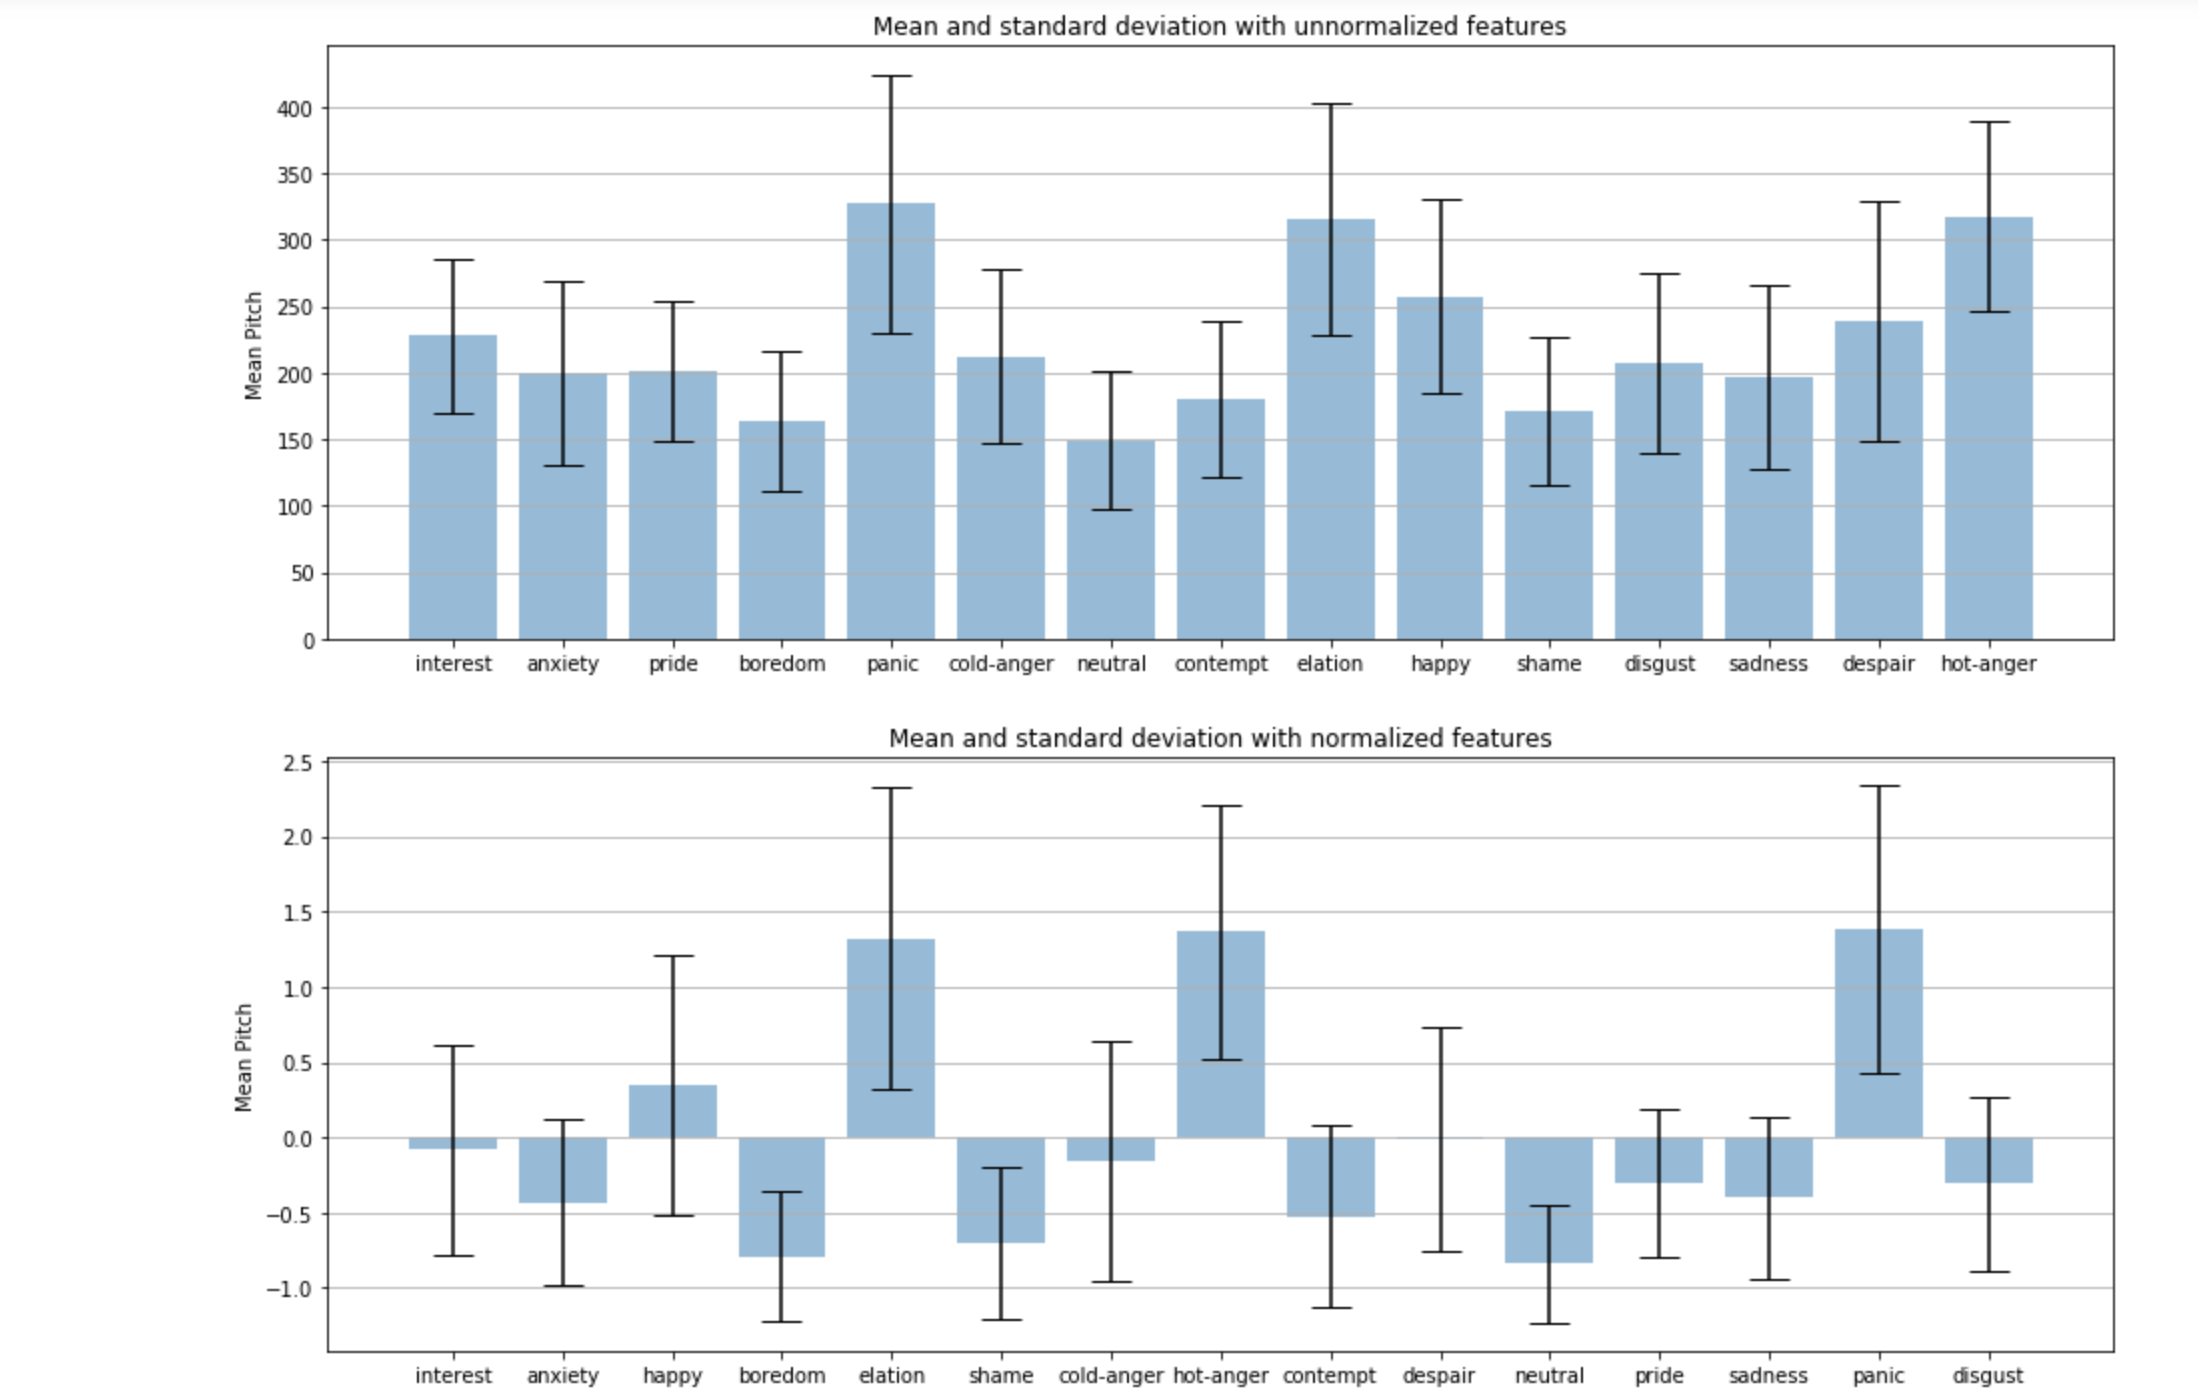 Mean and standard deviation with unnormalized features
400
350
300
250
200
150
100
50
0
Mean Pitch
interest anxiety pride boredom panic cold-anger neutral contempt elation happy shame disgust sadness despair hot-anger
Mean and standard deviation with normalized features
2.5
2.0
1.5
1.0
0.5
0.0
−0.5
−1.0
Mean Pitch
interest anxiety happy boredom elation shame cold-anger hot-anger contempt despair neutral pride sadness panic disgust